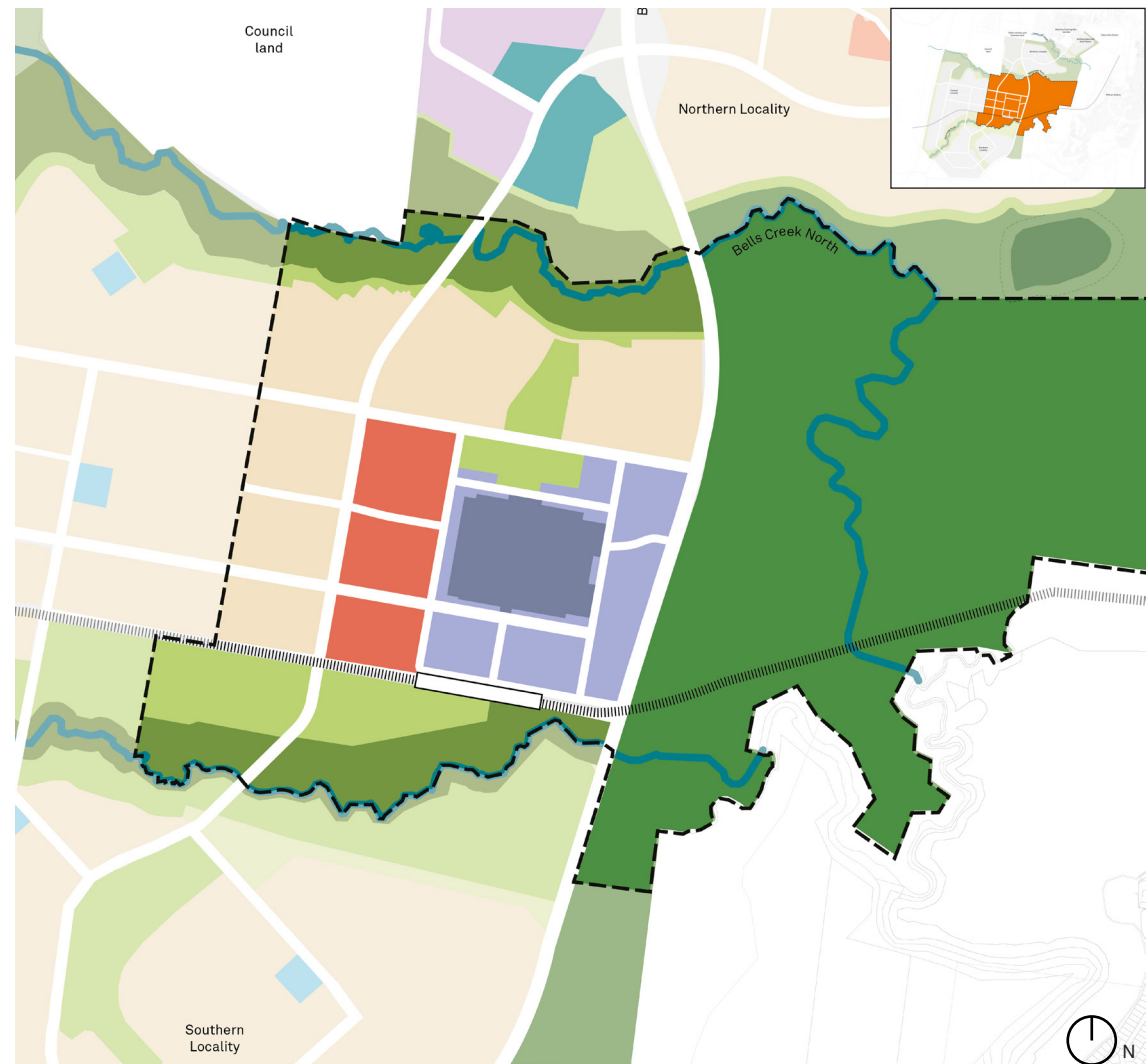 Council
land
B
Northern Locality
Bells Creek North
Southern
Locality
N